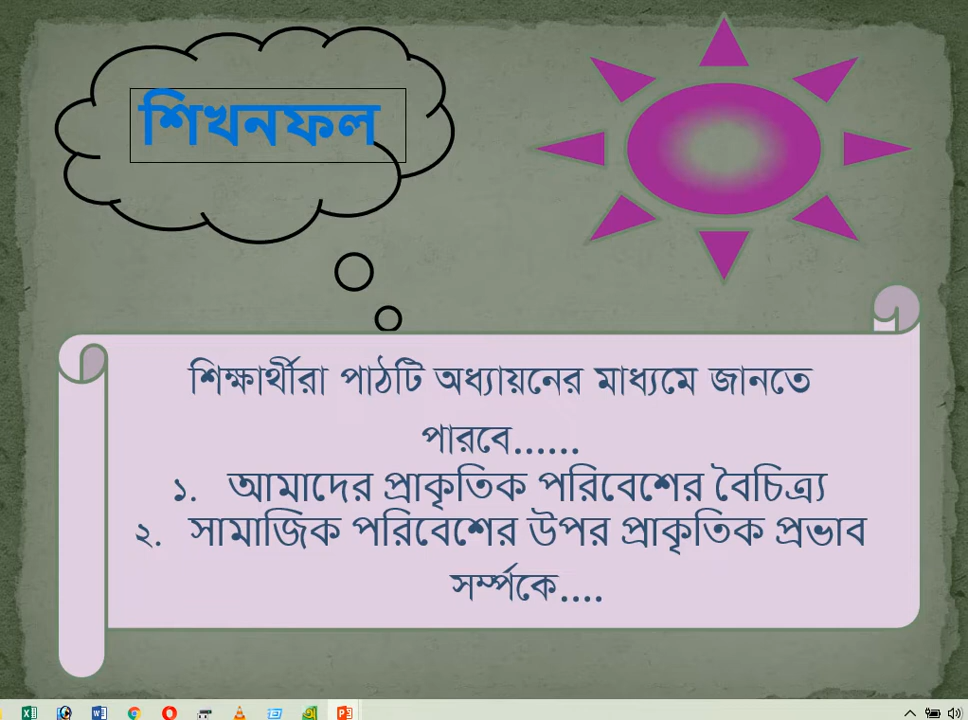 শিখনফল
শিক্ষার্থীরা পাঠটি অধ্যায়নের মাধ্যমে জানতে
পারবে......
১. আমাদের প্রাকৃতিক পরিবেশের বৈচিত্র্য
২. সামাজিক পরিবেশের উপর প্রাকৃতিক প্রভাব
সর্ম্পকে....